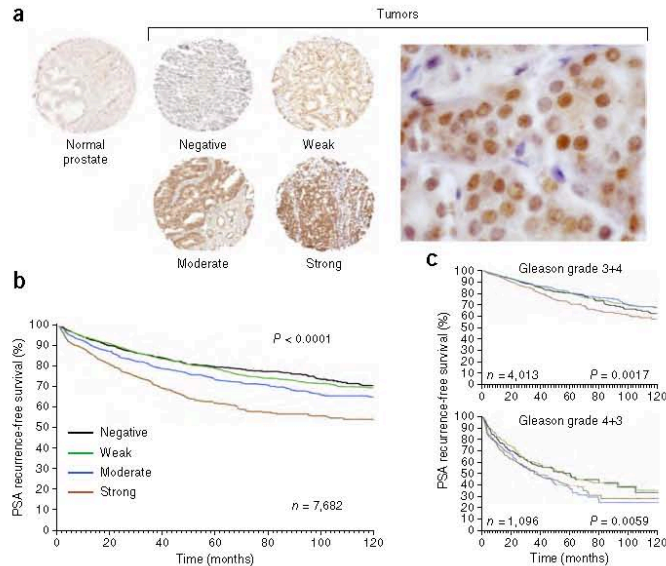 a
Tumors
Normal
prostate
Negative
Weak
Moderate
Strong
b
PSA recurrence-free survival (%)
100
90
80
70
60
50
40
30
20
10
0
P < 0.0001
Negative
Weak
Moderate
Strong
n = 7,682
0 20 40 60 80 100 120
Time (months)
c
PSA recurrence-free survival (%)
Gleason grade 3+4
100
90
80
70
60
50
40
30
20
10
0
n = 4,013
P = 0.0017
0 20 40 60 80 100 120
Gleason grade 4+3
100
90
80
70
60
50
40
30
20
10
0
n = 1,096
P = 0.0059
0 20 40 60 80 100 120
Time (months)